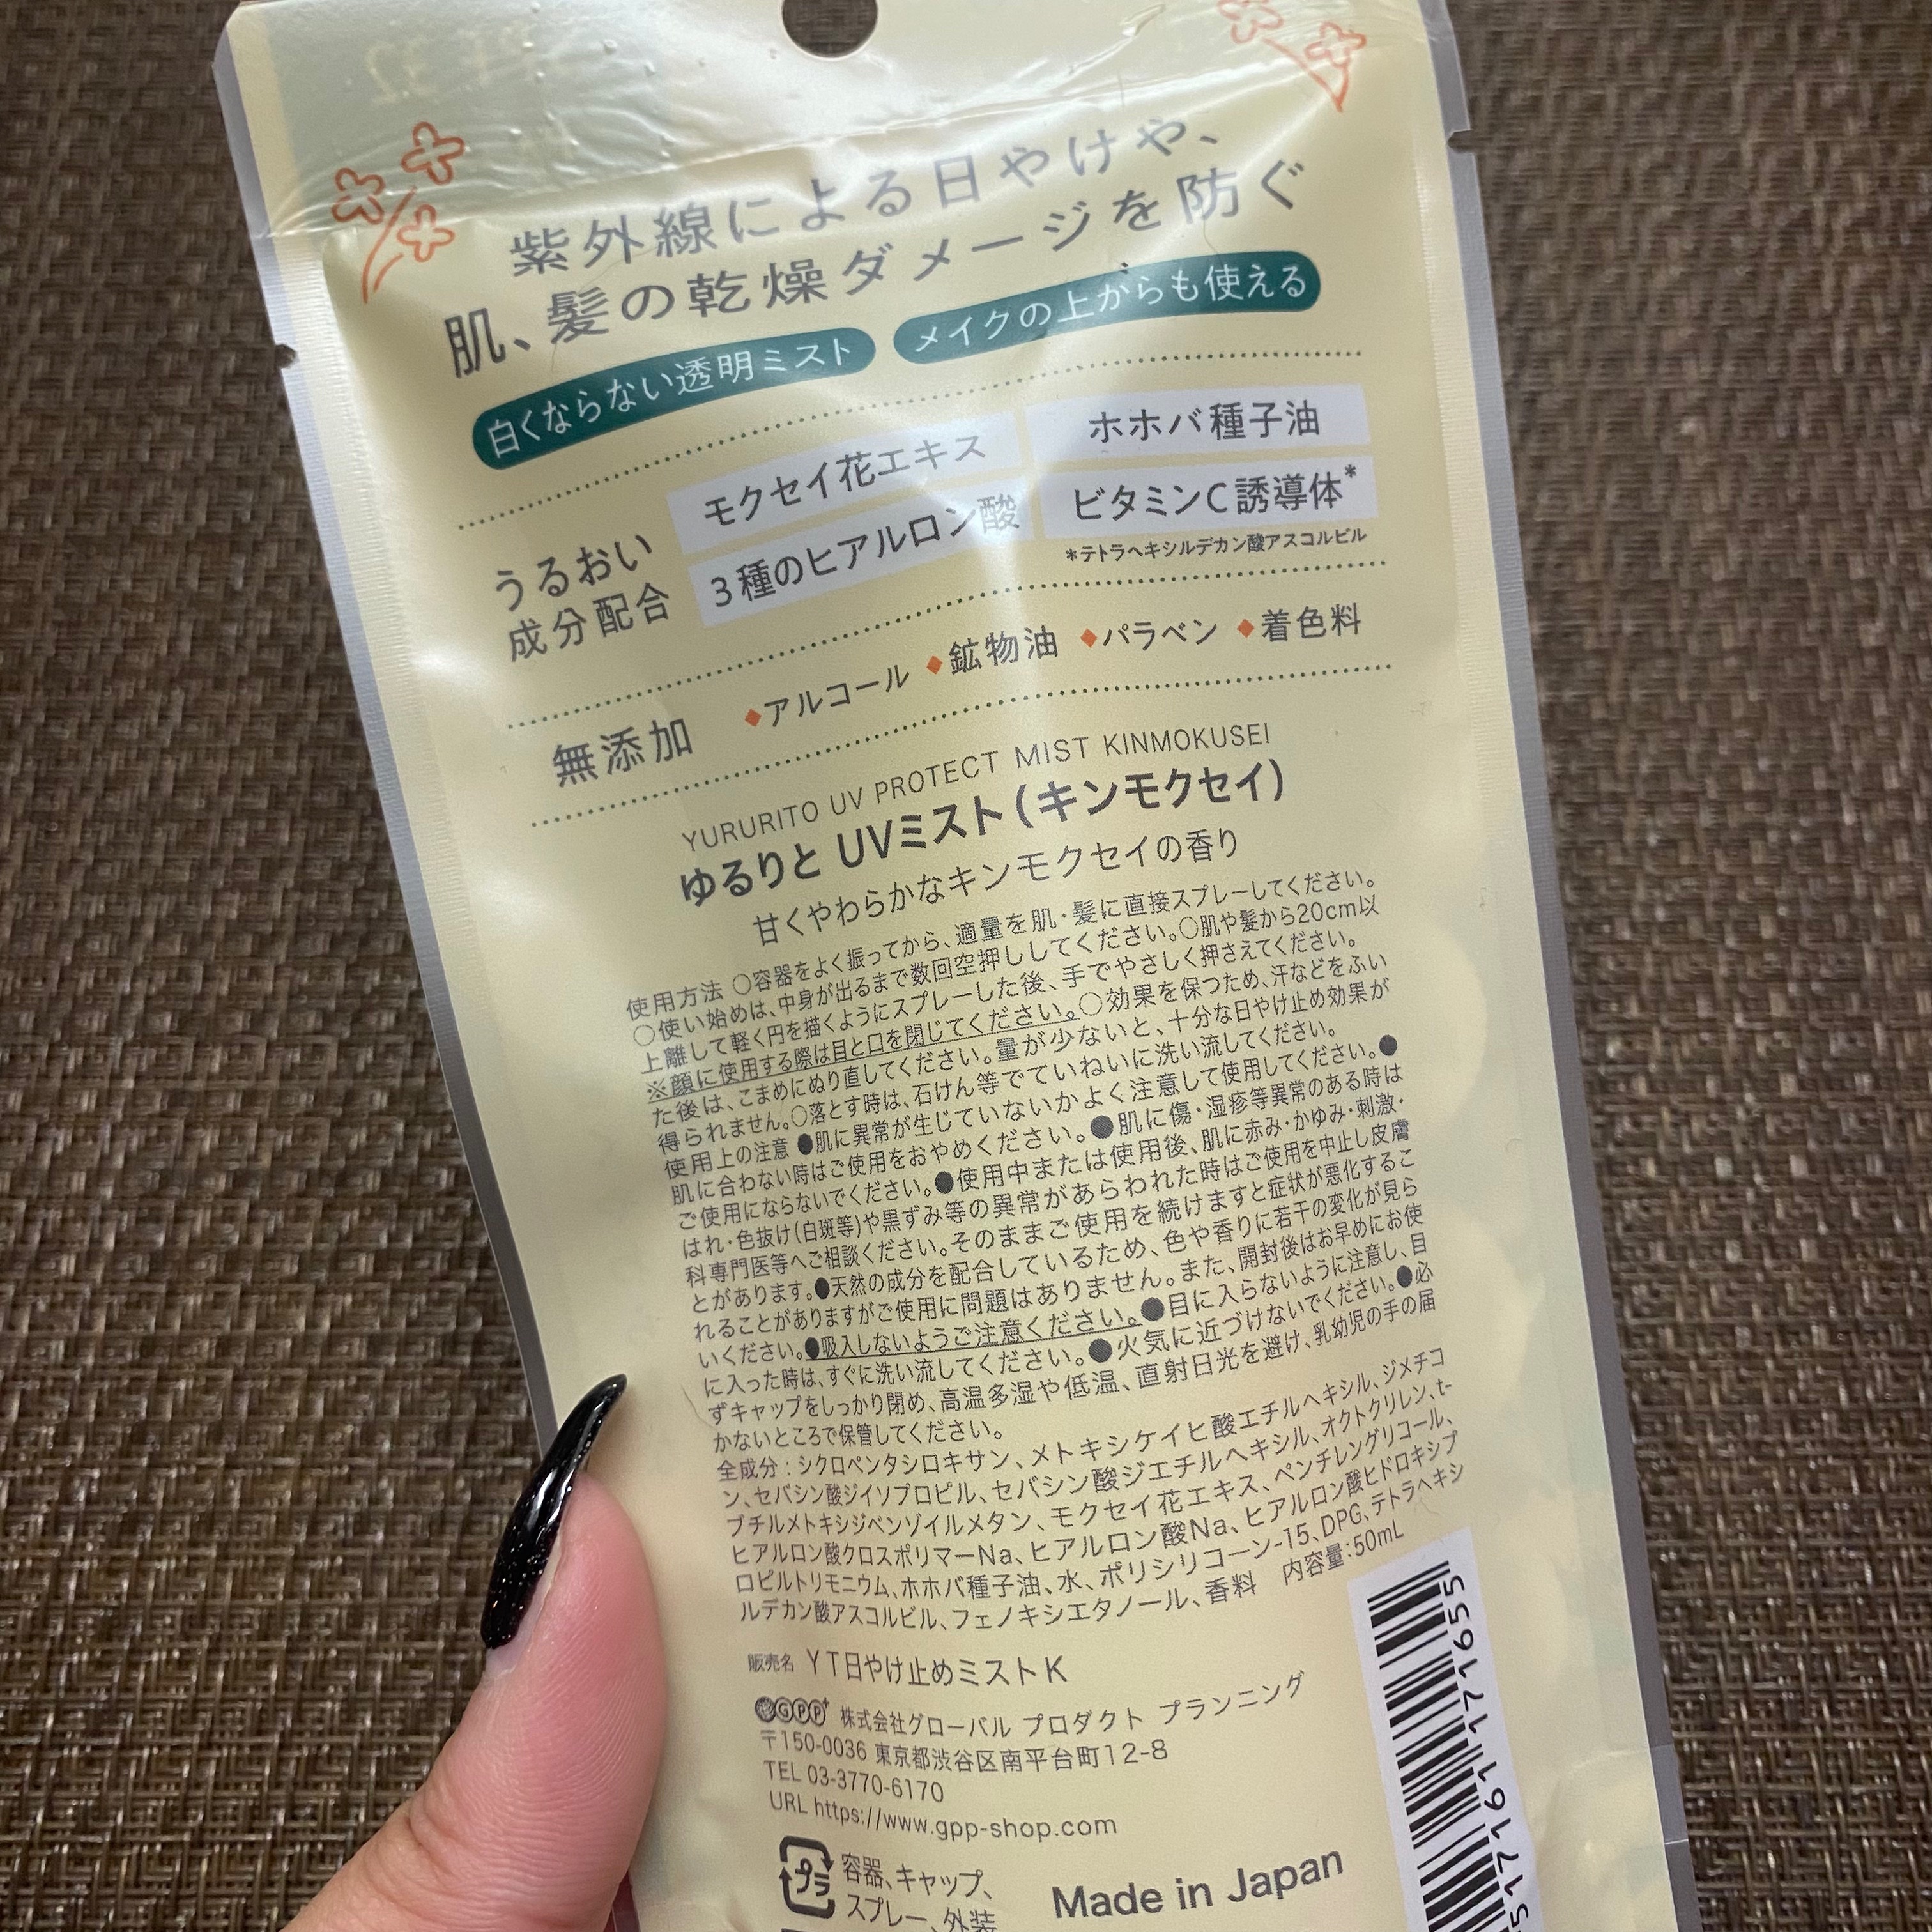 紫外線による日やけや、
肌、髪の乾燥ダメージを防ぐ
白くならない透明ミスト
メイクの上からも使える
うるおい
成分配合
モクセイ花エキス
ホホバ種子油
3種のヒアルロン酸
ビタミンC誘導体*
*テトラヘキシルデカン酸アスコルビル
無添加 ◆アルコール ◆鉱物油 ◆パラベン ◆着色料
YURURITO UV PROTECT MIST KINMOKUSEI
ゆるりと UVミスト(キンモクセイ)
甘くやわらかなキンモクセイの香り
使用方法 ○容器をよく振ってから、適量を肌・髪に直接スプレーしてください。
○使い始めは、中身が出るまで数回空押ししてください。○肌や髪から20cm以
上離して軽く円を描くようにスプレーした後、手でやさしく押さえてください。
※顔に使用する際は目と口を閉じてください。○効果を保つため、汗などをふい
た後は、こまめにぬり直してください。量が少ないと、十分な日やけ止め効果が
得られません。○落とす時は、石けん等でていねいに洗い流してください。
使用上の注意 ●肌に異常が生じていないかよく注意して使用してください。●
肌に合わない時はご使用をおやめください。●肌に傷・湿疹等異常のある時は
ご使用にならないでください。●使用中または使用後、肌に赤み・かゆみ・刺激・
はれ・色抜け(白斑等)や黒ずみ等の異常があらわれた時はご使用を中止し皮膚
科専門医等へご相談ください。そのままご使用を続けますと症状が悪化するこ
とがあります。●天然の成分を配合しているため、色や香りに若干の変化が見ら
れることがありますがご使用に問題はありません。また、開封後はお早めにお使
いください。●吸入しないようご注意ください。●目に入らないように注意し、目
に入った時は、すぐに洗い流してください。●火気に近づけないでください。●必
ずキャップをしっかり閉め、高温多湿や低温、直射日光を避け、乳幼児の手の届
かないところで保管してください。
全成分:シクロペンタシロキサン、メトキシケイヒ酸エチルヘキシル、ジメチコ
ン、セバシン酸ジイソプロピル、セバシン酸ジエチルヘキシル、オクトクリレン、t-
ブチルメトキシジベンゾイルメタン、モクセイ花エキス、ペンチレングリコール、
ヒアルロン酸クロスポリマーNa、ヒアルロン酸Na、ヒアルロン酸ヒドロキシプ
ロピルトリモニウム、ホホバ種子油、水、ポリシリコーン-15、DPG、テトラヘキシ
ルデカン酸アスコルビル、フェノキシエタノール、香料 内容量:50mL
販売名 YT日やけ止めミストK
GPP+ 株式会社グローバル プロダクト プランニング
〒150-0036 東京都渋谷区南平台町12-8
TEL 03-3770-6170
URL https://www.gpp-shop.com
プラ
容器、キャップ、
スプレー、外装
Made in Japan